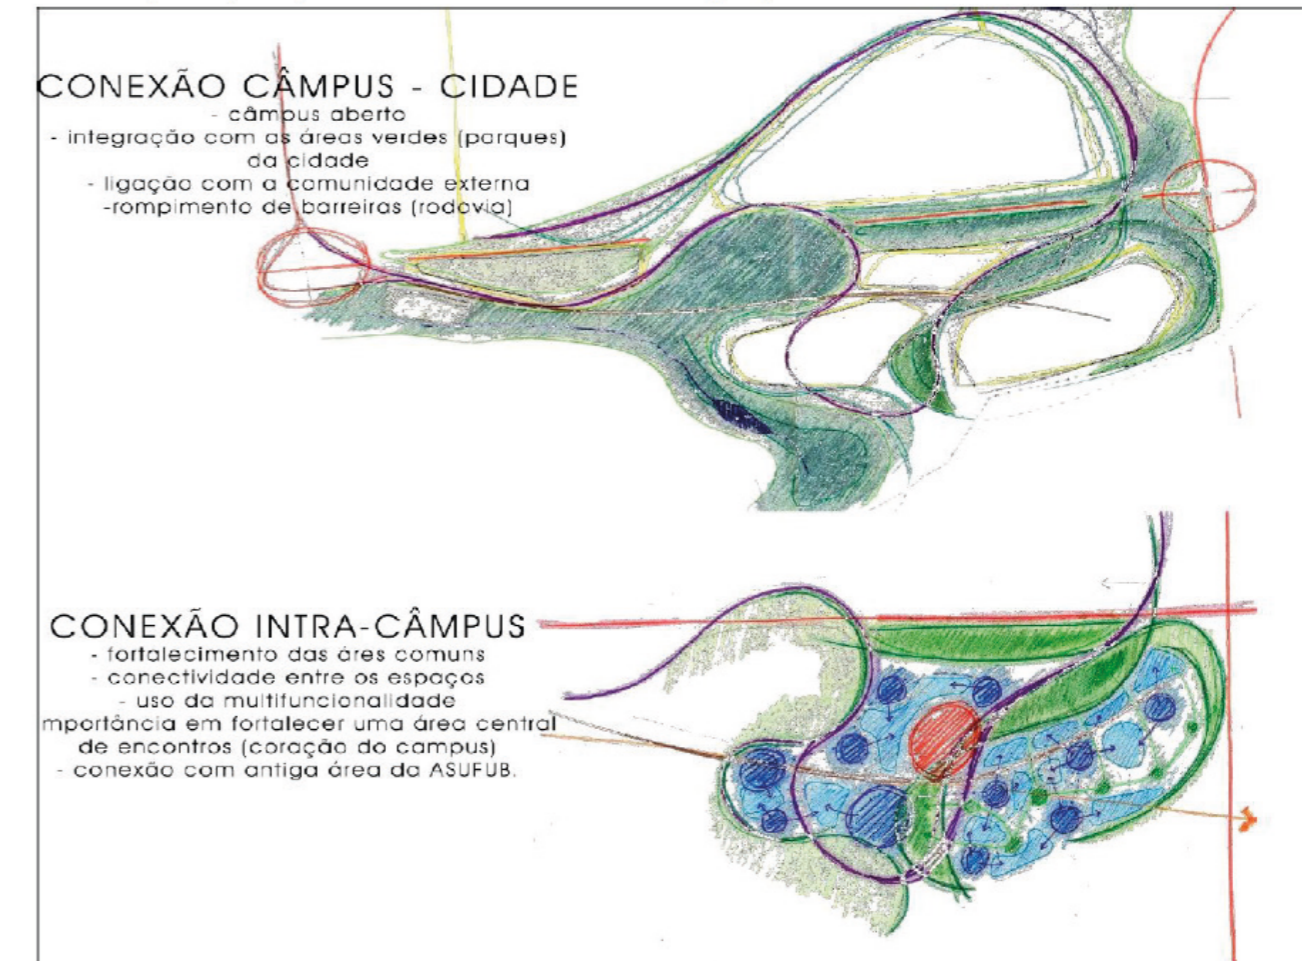 CONEXÃO CÂMPUS - CIDADE
- câmpus aberto
- integração com as áreas verdes (parques)
da cidade
- ligação com a comunidade externa
-rompimento de barreiras (rodovia)
CONEXÃO INTRA-CÂMPUS
- fortalecimento das áres comuns
- conectividade entre os espaços
- uso da multifuncionalidade
mportância em fortalecer uma área central
de encontros (coração do campus)
- conexão com antiga área da ASUFUB.